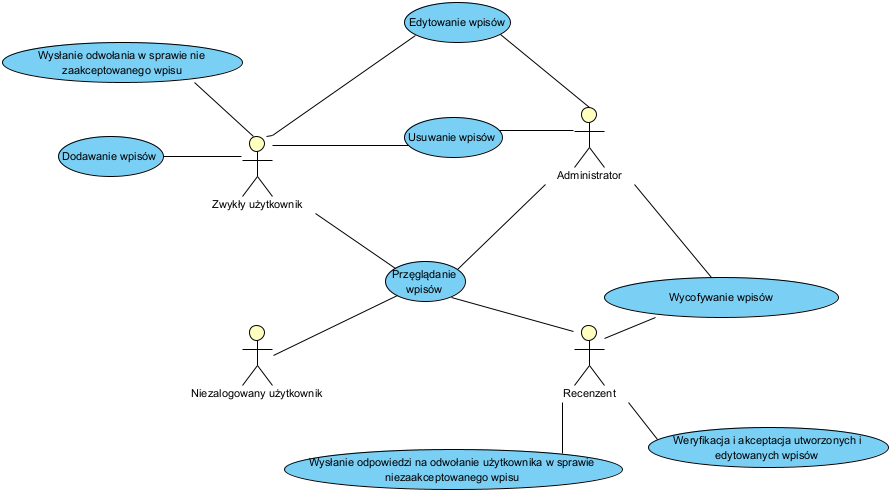 Edytowanie wpisów
Wysłanie odwołania w sprawie nie
zaakceptowanego wpisu
Usuwanie wpisów
Dodawanie wpisów
Administrator
Zwykły użytkownik
Przęglądanie
wpisów
Wycofywanie wpisów
Niezalogowany użytkownik
Recenzent
Weryfikacja i akceptacja utworzonych i
edytowanych wpisów
Wysłanie odpowiedzi na odwołanie użytkownika w sprawie
niezaakceptowanego wpisu